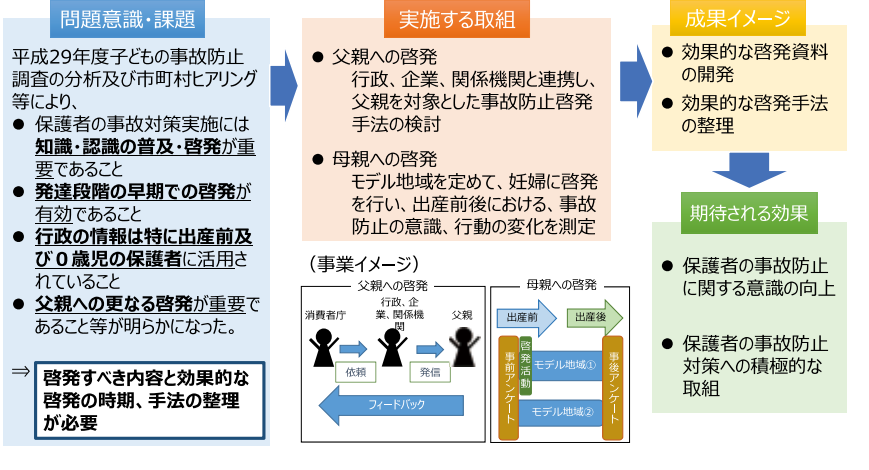 問題意識・課題
平成29年度子どもの事故防止
調査の分析及び市町村ヒアリング
等により、
● 保護者の事故対策実施には
知識・認識の普及・啓発が重
要であること
● 発達段階の早期での啓発が
有効であること
● 行政の情報は特に出産前及
び０歳児の保護者に活用さ
れていること
● 父親への更なる啓発が重要で
あること等が明らかになった。
⇒
啓発すべき内容と効果的な
啓発の時期、手法の整理
が必要
実施する取組
● 父親への啓発
行政、企業、関係機関と連携し、
父親を対象とした事故防止啓発
手法の検討
● 母親への啓発
モデル地域を定めて、妊婦に啓発
を行い、出産前後における、事故
防止の意識、行動の変化を測定
（事業イメージ）
父親への啓発
消費者庁
行政、企
業、関係機
関
父親
依頼
発信
フィードバック
母親への啓発
出産前
出産後
事前アンケート
啓発活動
モデル地域①
モデル地域②
事後アンケート
成果イメージ
● 効果的な啓発資料
の開発
● 効果的な啓発手法
の整理
期待される効果
● 保護者の事故防止
に関する意識の向上
● 保護者の事故防止
対策への積極的な
取組